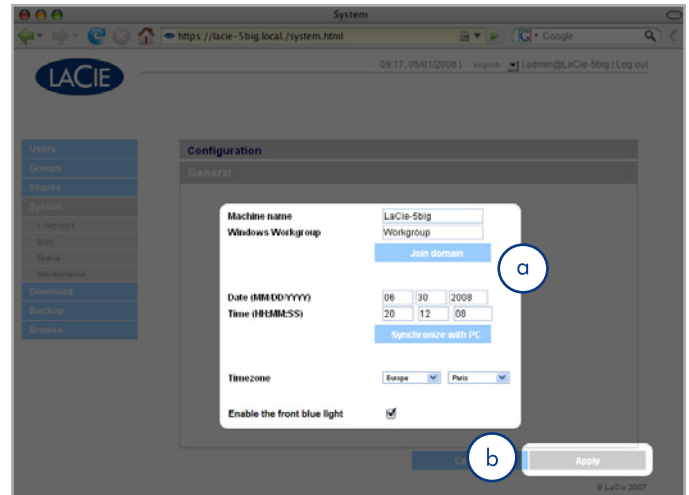 System
https://lacie-5big.local./system.html
Google
LACIE
09:17, 05/01/2008 | english | admin@LaCie-5big | Log out
Users
Groups
Shares
System
Network
Disk
Status
Maintenance
Download
Backup
Browse
Configuration
General
Machine name LaCie-5big
Windows Workgroup Workgroup
Join domain
a
Date (MM/DD/YYYY) 06 30 2008
Time (HH:MM:SS) 20 12 08
Synchronize with PC
Timezone Europe Paris
Enable the front blue light
b
Apply
© LaCie 2007